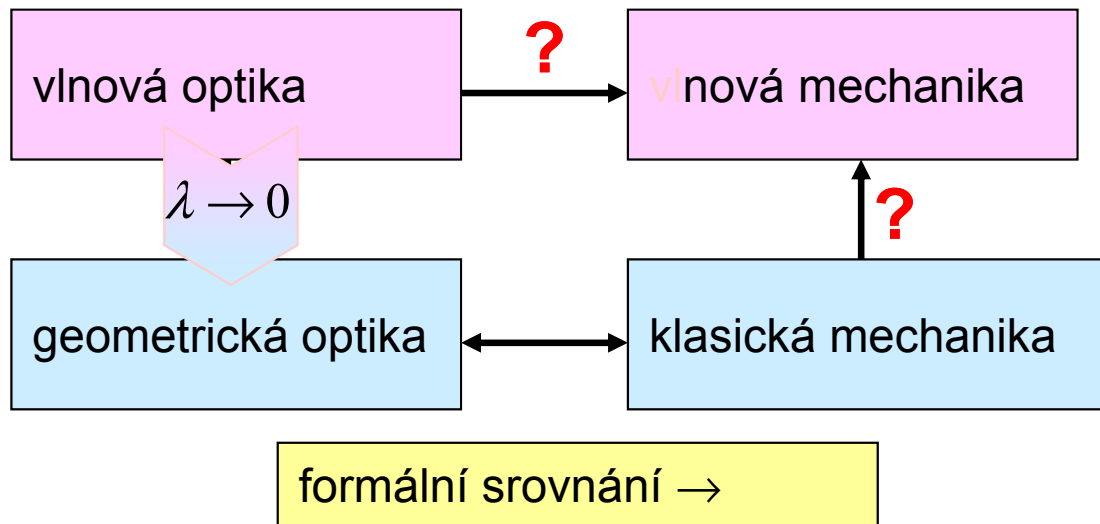 ?
vlnová optika
vlnová mechanika
λ → 0
?
geometrická optika
klasická mechanika
formální srovnání →